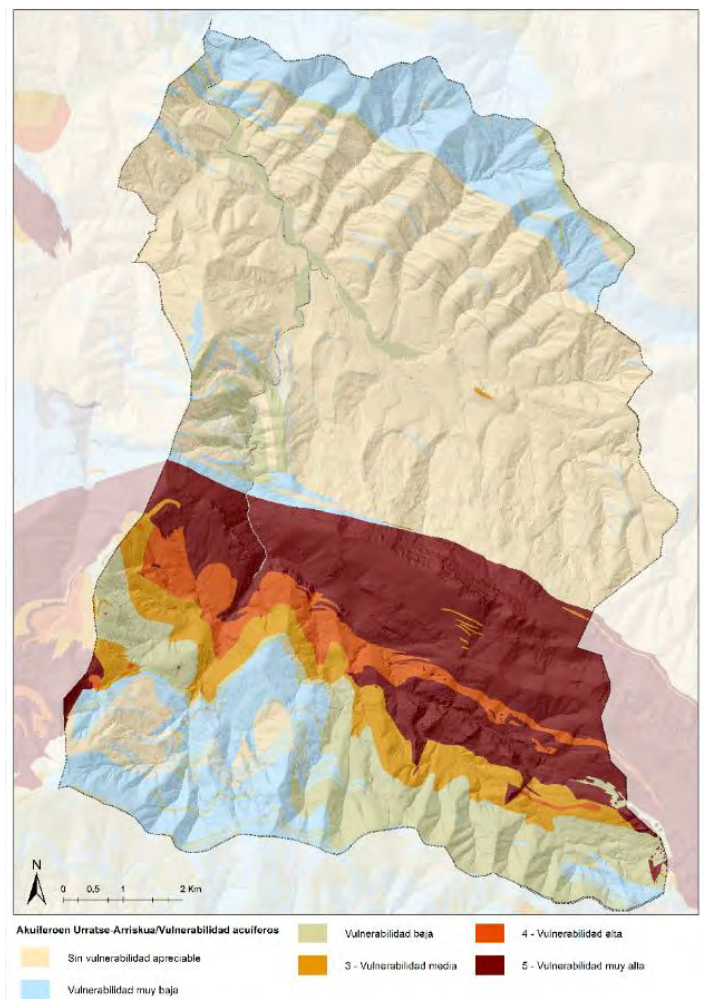 N
0 0,5 1 2 Km
Akuiferoen Urratse-Arriskua/Vulnerabilidad acuíferos
Sin vulnerabilidad apreciable
Vulnerabilidad muy baja
Vulnerabilidad baja
3 - Vulnerabilidad media
4 - Vulnerabilidad alta
5 - Vulnerabilidad muy alta